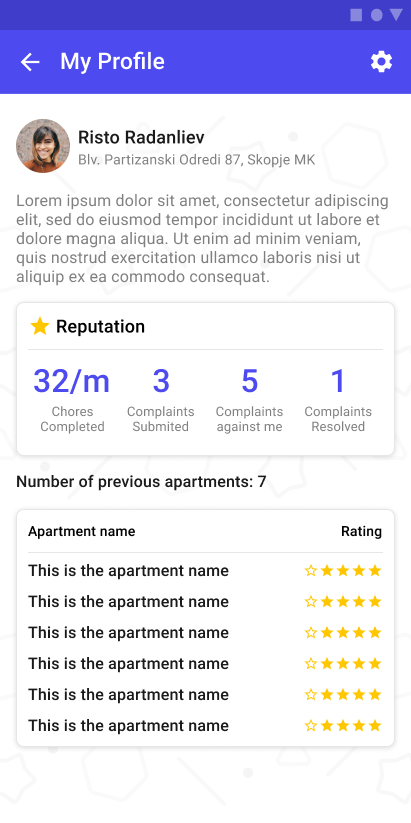 My Profile
Risto Radanliev
Blv. Partizanski Odredi 87, Skopje MK
Lorem ipsum dolor sit amet, consectetur adipiscing
elit, sed do eiusmod tempor incididunt ut labore et
dolore magna aliqua. Ut enim ad minim veniam,
quis nostrud exercitation ullamco laboris nisi ut
aliquip ex ea commodo consequat.
Reputation
32/m 3 5 1
Chores Complaints Complaints Complaints
Completed Submited against me Resolved
Number of previous apartments: 7
Apartment name Rating
This is the apartment name
This is the apartment name
This is the apartment name
This is the apartment name
This is the apartment name
This is the apartment name